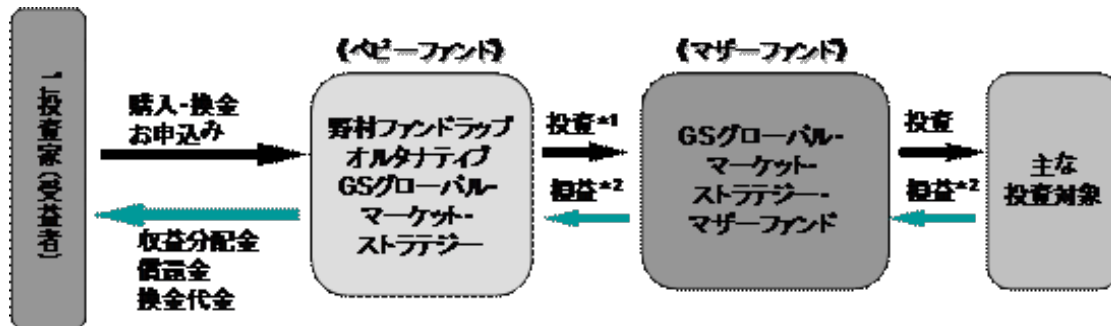 投資家(受益者)
購入・換金
お申込み
収益分配金
償還金
換金代金
《ベビーファンド》
野村ファンドラップ
オルタナティブ
GSグローバル・
マーケット・
ストラテジー
投資*1
損益*2
《マザーファンド》
GSグローバル・
マーケット・
ストラテジー・
マザーファンド
投資
損益*2
主な
投資対象